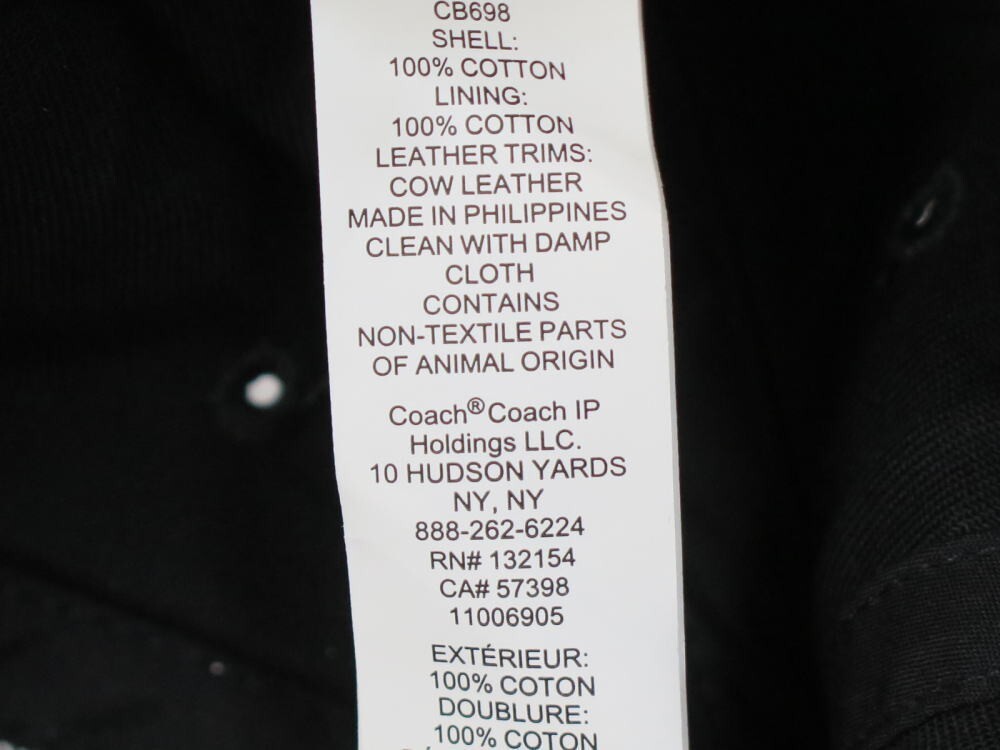 CB698
SHELL:
100% COTTON
LINING:
100% COTTON
LEATHER TRIMS:
COW LEATHER
MADE IN PHILIPPINES
CLEAN WITH DAMP
CLOTH
CONTAINS
NON-TEXTILE PARTS
OF ANIMAL ORIGIN
Coach® Coach IP
Holdings LLC.
10 HUDSON YARDS
NY, NY
888-262-6224
RN# 132154
CA# 57398
11006905
EXTÉRIEUR:
100% COTON
DOUBLURE:
100% COTON